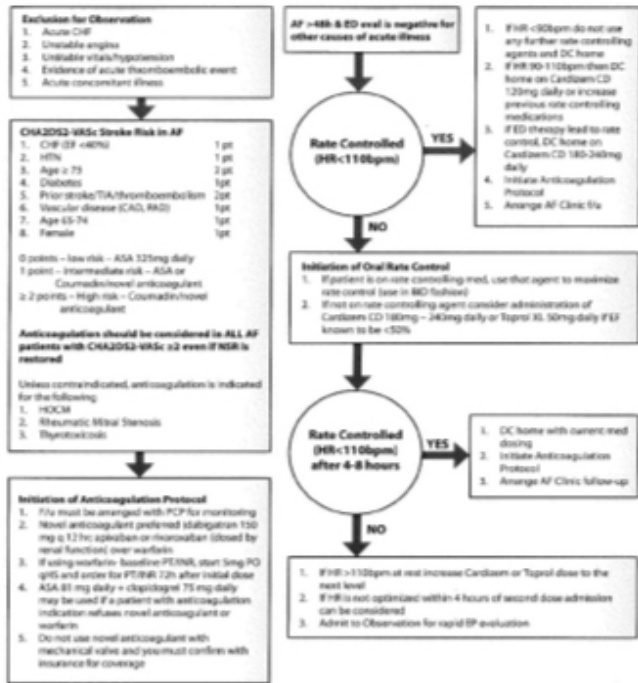 Exclusion for Observation
1. Acute CHF
2. Unstable angina
3. Unstable vitals/hypotension
4. Evidence of acute thromboembolic event
5. Acute concomitant illness
CHA2DS2-VASc Stroke Risk in AF
1. CHF (EF <40%) 1 pt
2. HTN 1 pt
3. Age ≥ 75 2 pt
4. Diabetes 1pt
5. Prior stroke/TIA/thromboembolism 2pt
6. Vascular disease (CAD, PAD) 1pt
7. Age 65-74 1pt
8. Female 1pt
0 points – low risk – ASA 325mg daily
1 point – intermediate risk – ASA or
Coumadin/novel anticoagulant
≥ 2 points – High risk – Coumadin/novel
anticoagulant
Anticoagulation should be considered in ALL AF
patients with CHA2DS2-VASc ≥2 even if NSR is
restored
Unless contraindicated, anticoagulation is indicated
for the following
1. HOCM
2. Rheumatic Mitral Stenosis
3. Thyrotoxicosis
Initiation of Anticoagulation Protocol
1. F/u must be arranged with PCP for monitoring
2. Novel anticoagulant preferred (dabigatran 150
mg q 12 hr; apixaban or rivaroxaban (dosed by
renal function) over warfarin
3. If using warfarin- baseline PT/INR, start 5mg PO
qHS and order for PT/INR 72h after initial dose
4. ASA 81 mg daily + clopidogrel 75 mg daily
may be used if a patient with anticoagulation
indication refuses novel anticoagulant or
warfarin
5. Do not use novel anticoagulant with
mechanical valve and you must confirm with
insurance for coverage
AF >48h & ED eval is negative for
other causes of acute illness
Rate Controlled
(HR<110bpm)
YES
1. If HR <90bpm do not use
any further rate controlling
agents and DC home
2. If HR 90-110bpm then DC
home on Cardizem CD
120mg daily or increase
previous rate controlling
medications
3. If ED therapy lead to rate
control, DC home on
Cardizem CD 180-240mg
daily
4. Initiate Anticoagulation
Protocol
5. Arrange AF Clinic f/u
NO
Initiation of Oral Rate Control
1. If patient is on rate controlling med, use that agent to maximize
rate control (use in BID fashion)
2. If not on rate controlling agent consider administration of
Cardizem CD 180mg – 240mg daily or Toprol XL 50mg daily if EF
known to be <50%
Rate Controlled
(HR<110bpm)
after 4-8 hours
YES
1. DC home with current med
dosing
2. Initiate Anticoagulation
Protocol
3. Arrange AF Clinic follow-up
NO
1. If HR >110bpm at rest increase Cardizem or Toprol dose to the
next level
2. If HR is not optimized within 4 hours of second dose admission
can be considered
3. Admit to Observation for rapid EP evaluation